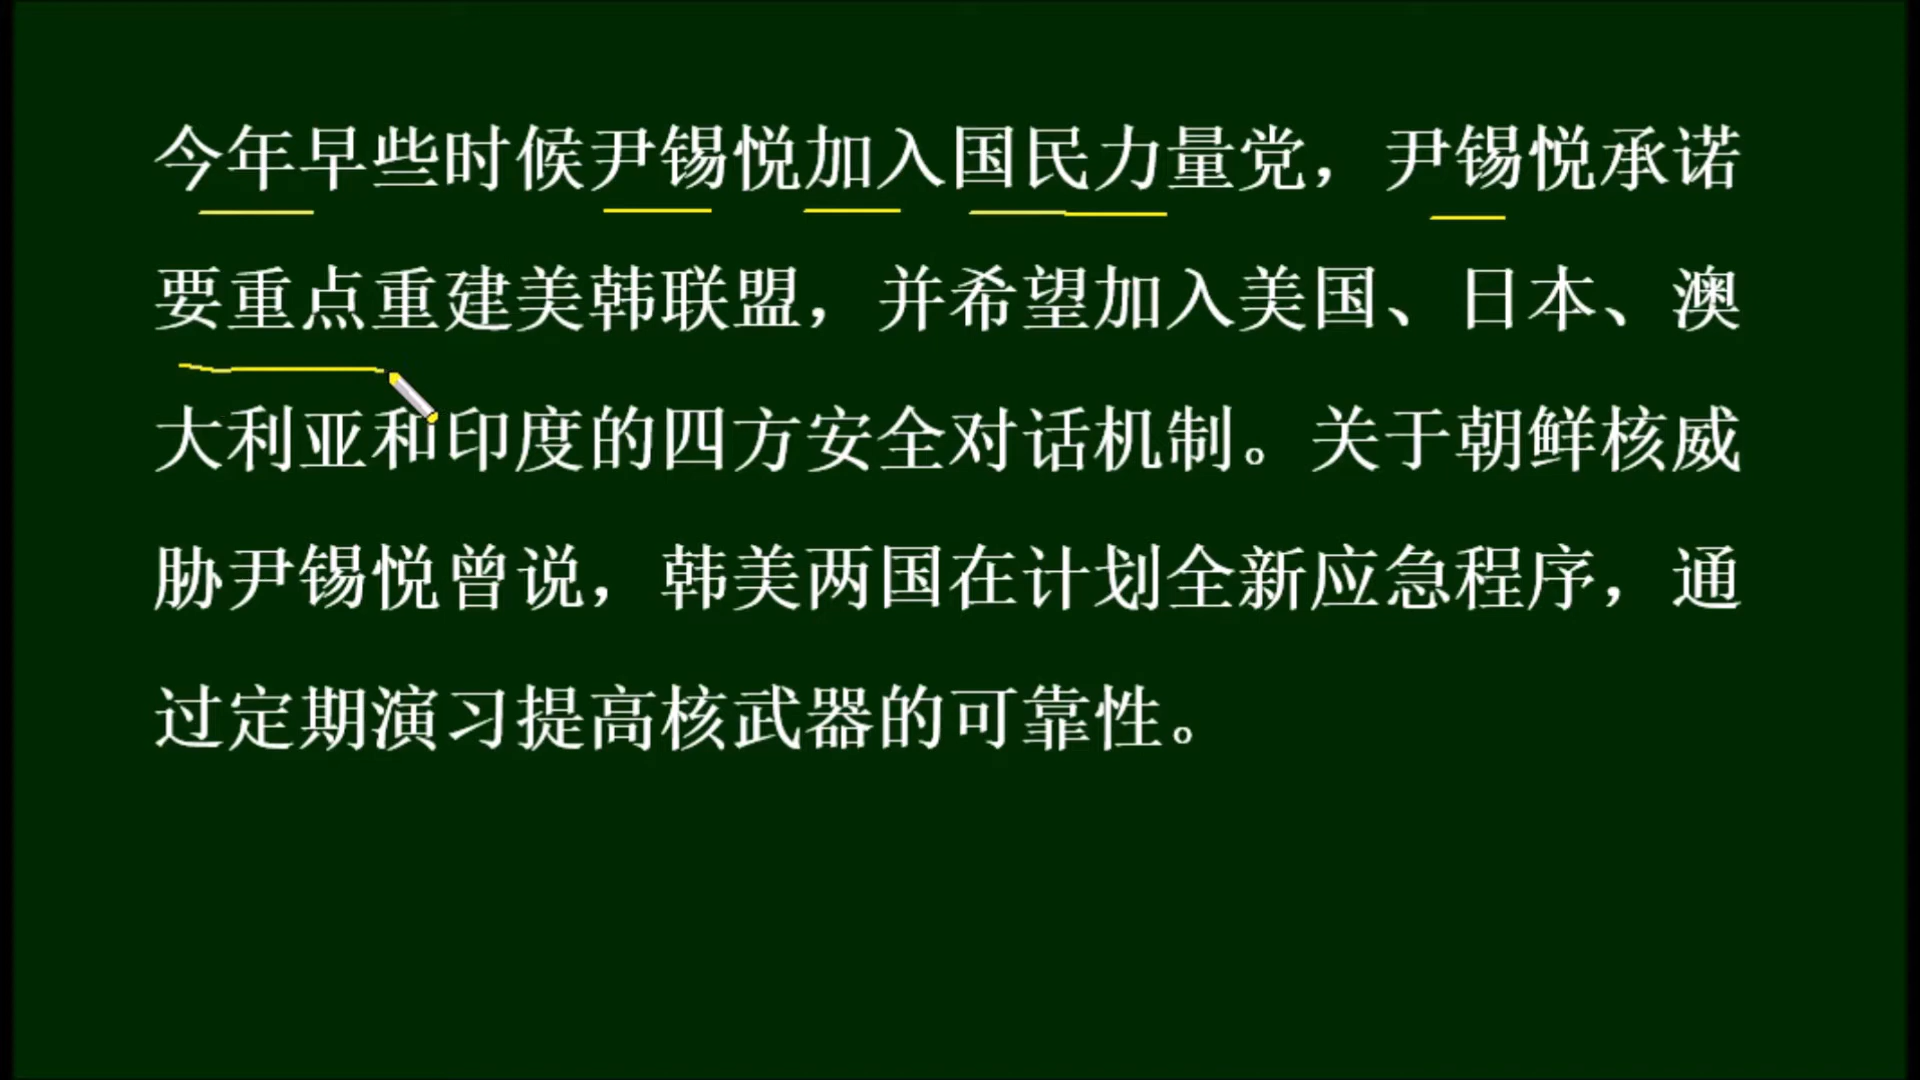 今年早些时候尹锡悦加入国民力量党，尹锡悦承诺
要重点重建美韩联盟，并希望加入美国、日本、澳
大利亚和印度的四方安全对话机制。关于朝鲜核威
胁尹锡悦曾说，韩美两国在计划全新应急程序，通
过定期演习提高核武器的可靠性。